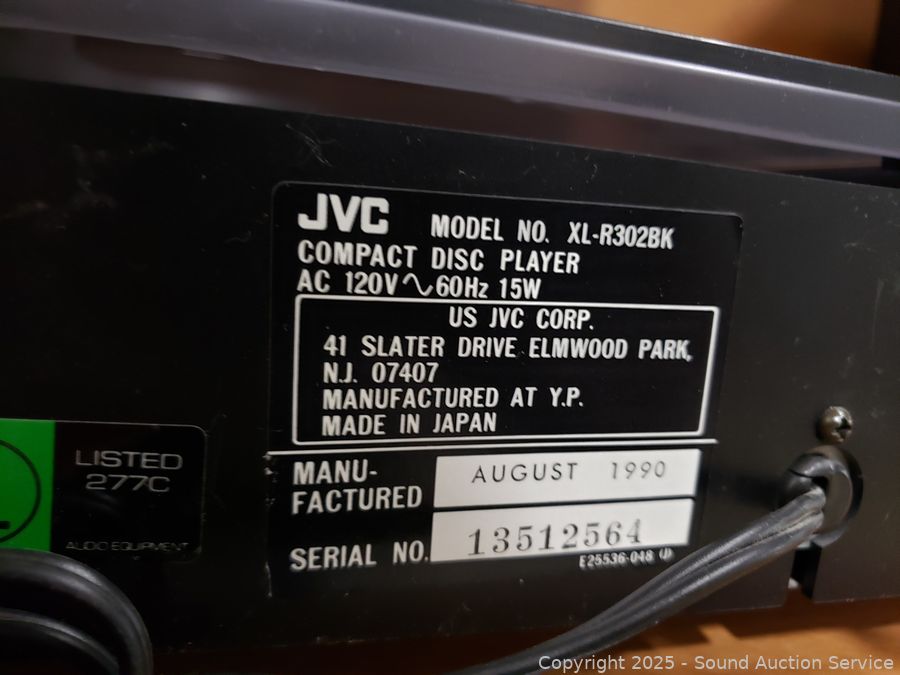 JVC MODEL NO. XL-R302BK
COMPACT DISC PLAYER
AC 120V∿60Hz 15W
US JVC CORP.
41 SLATER DRIVE ELMWOOD PARK,
N.J. 07407
MANUFACTURED AT Y.P.
MADE IN JAPAN
MANU-
FACTURED AUGUST 1990
SERIAL NO. 13512564
E25536-048 (J)
LISTED
277C
AUDIO EQUIPMENT
Copyright © 2025 - Sound Auction Service